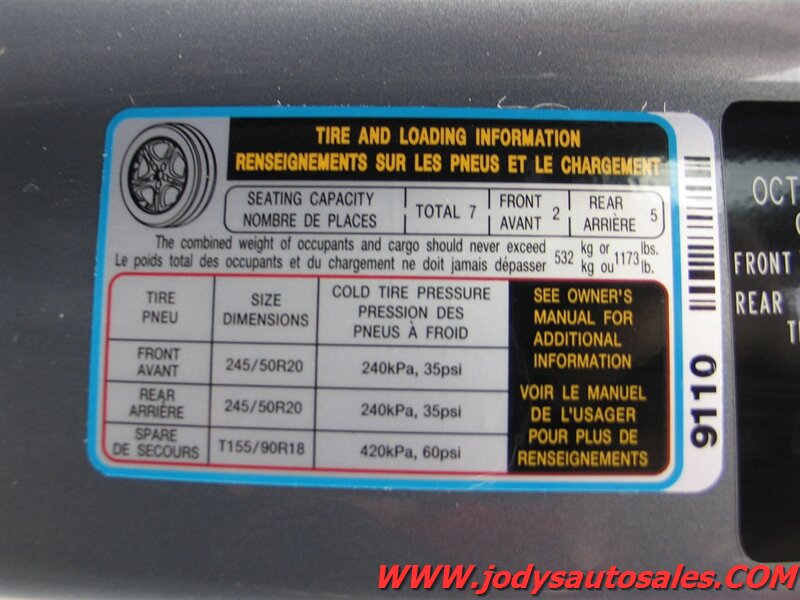 TIRE AND LOADING INFORMATION
RENSEIGNEMENTS SUR LES PNEUS ET LE CHARGEMENT
SEATING CAPACITY
NOMBRE DE PLACES
TOTAL 7
FRONT
AVANT 2
REAR
ARRIÈRE 5
The combined weight of occupants and cargo should never exceed 532 kg or 1173 lbs.
Le poids total des occupants et du chargement ne doit jamais dépasser kg ou lb.
TIRE
PNEU
SIZE
DIMENSIONS
COLD TIRE PRESSURE
PRESSION DES
PNEUS À FROID
FRONT
AVANT
245/50R20
240kPa, 35psi
REAR
ARRIÈRE
245/50R20
240kPa, 35psi
SPARE
DE SECOURS
T155/90R18
420kPa, 60psi
SEE OWNER'S
MANUAL FOR
ADDITIONAL
INFORMATION
VOIR LE MANUEL
DE L'USAGER
POUR PLUS DE
RENSEIGNEMENTS
9110
OCT
FRONT
REAR
WWW.jodysautosales.COM